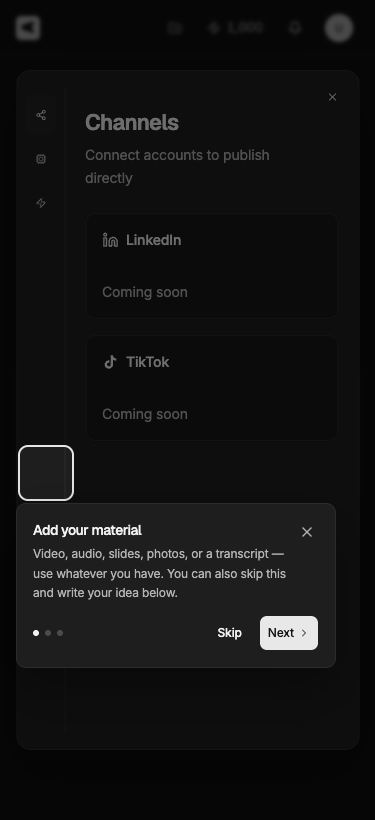 1,000
Channels
Connect accounts to publish
directly
LinkedIn
Coming soon
TikTok
Coming soon
Add your material
Video, audio, slides, photos, or a transcript —
use whatever you have. You can also skip this
and write your idea below.
Skip
Next